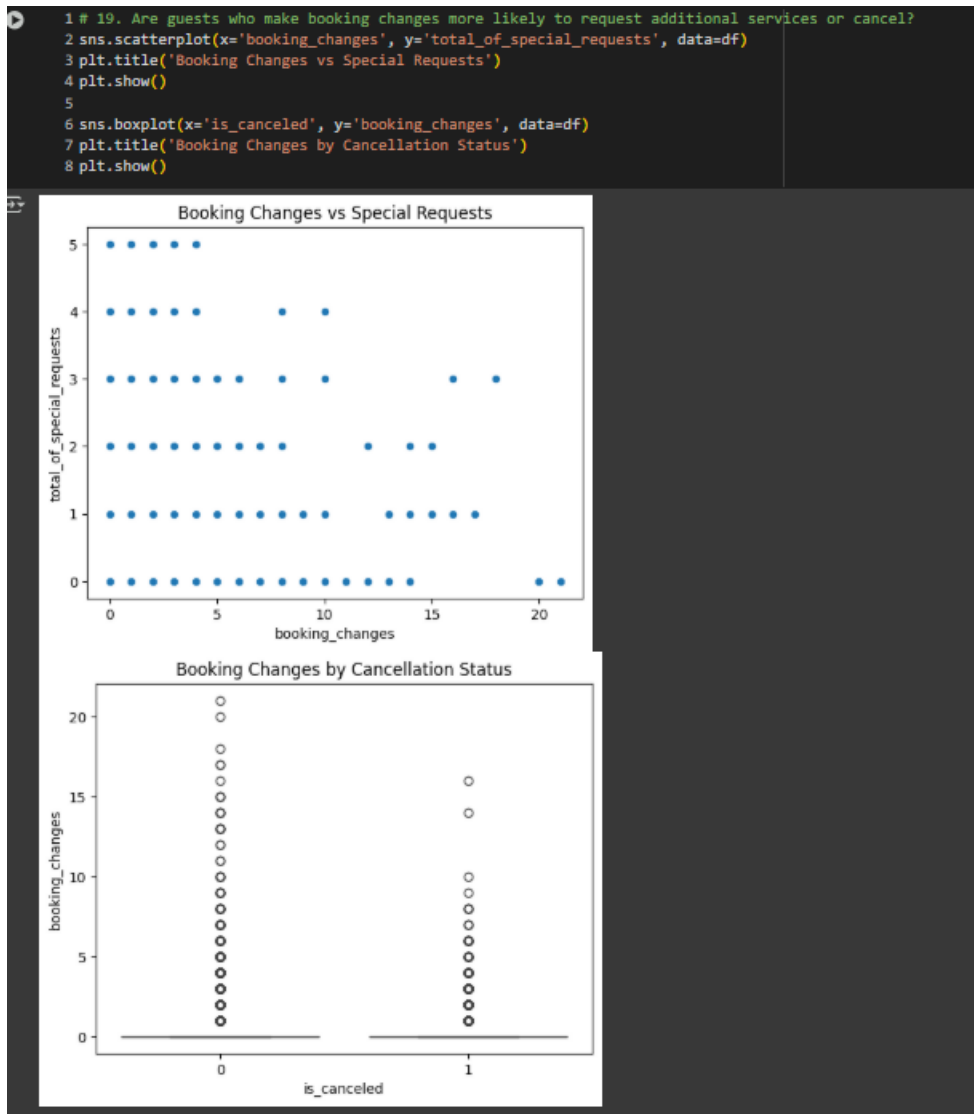 1 # 19. Are guests who make booking changes more likely to request additional services or cancel?
2 sns.scatterplot(x='booking_changes', y='total_of_special_requests', data=df)
3 plt.title('Booking Changes vs Special Requests')
4 plt.show()
5
6 sns.boxplot(x='is_canceled', y='booking_changes', data=df)
7 plt.title('Booking Changes by Cancellation Status')
8 plt.show()
Booking Changes vs Special Requests
total_of_special_requests
5
4
3
2
1
0
0 5 10 15 20
booking_changes
Booking Changes by Cancellation Status
booking_changes
20
15
10
5
0
0 1
is_canceled